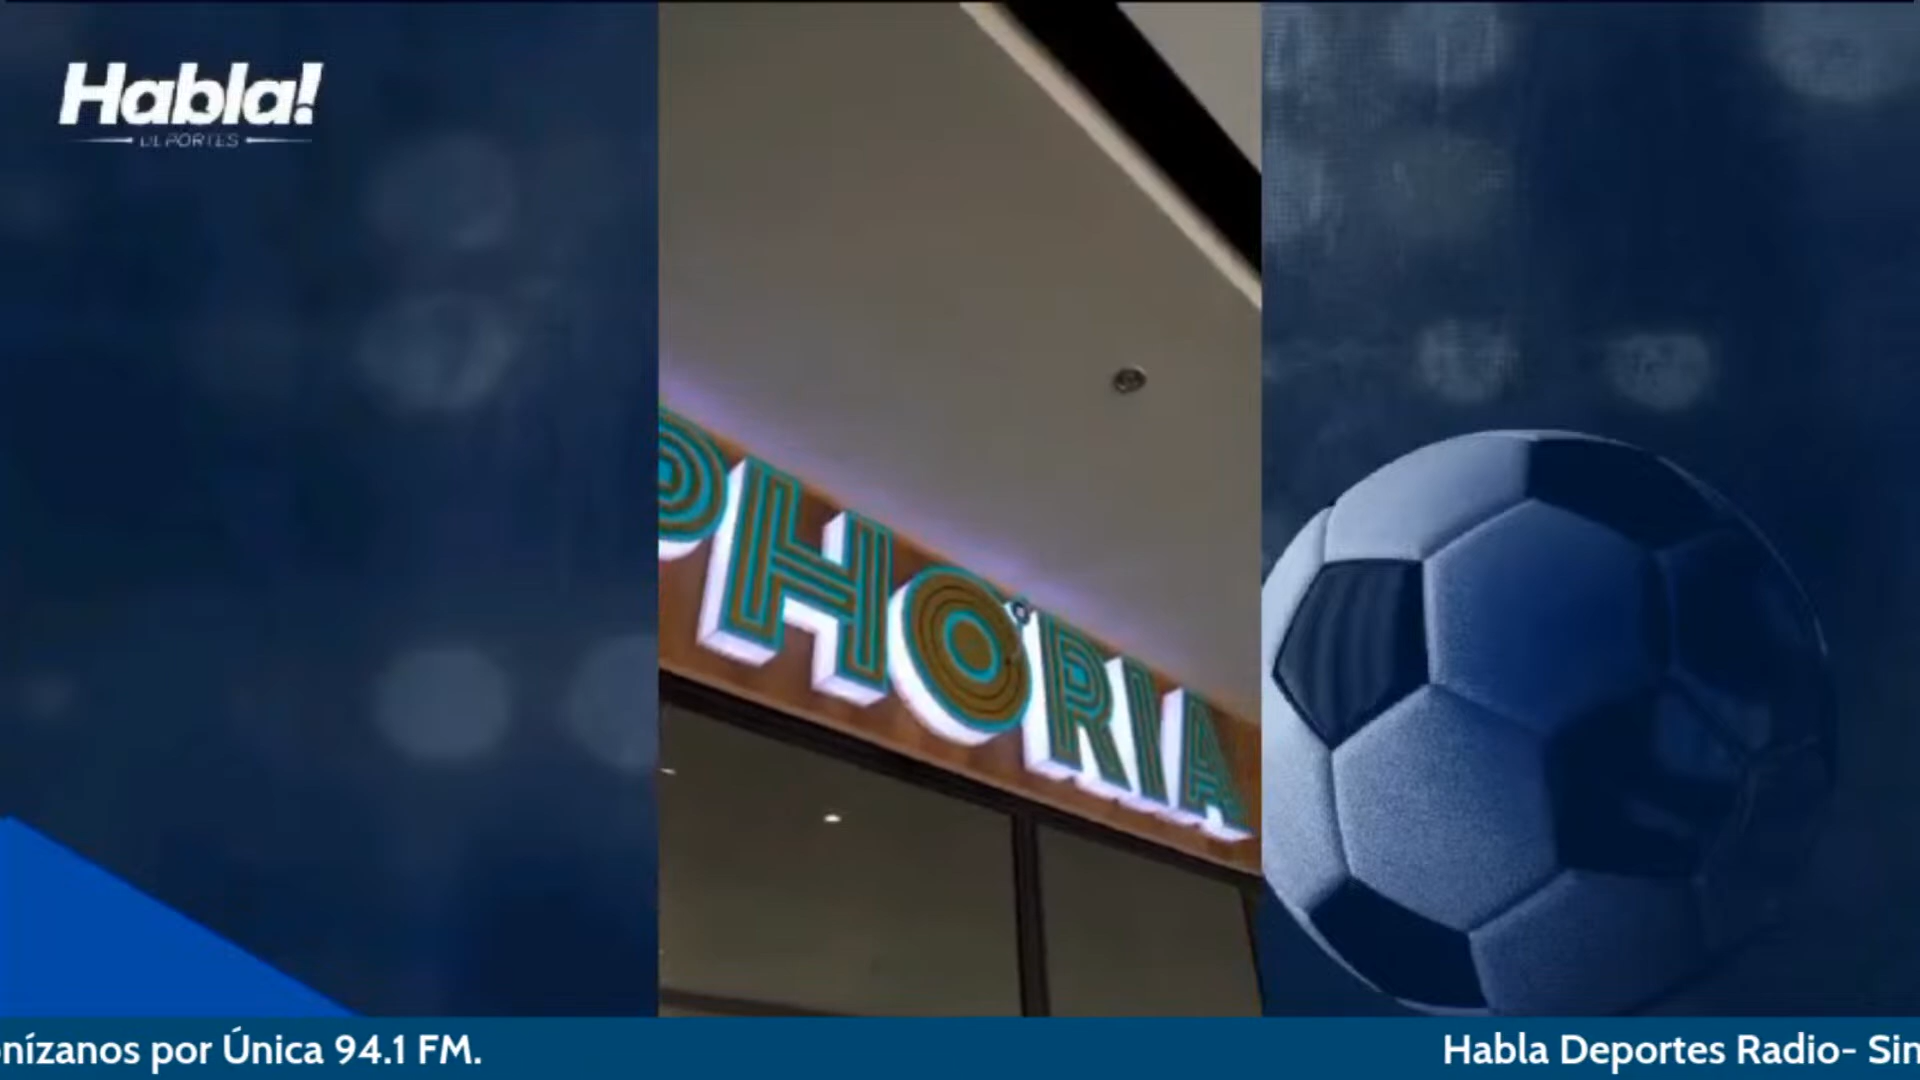 Habla!
DEPORTES
PHORIA
onízanos por Única 94.1 FM.
Habla Deportes Radio- Sin